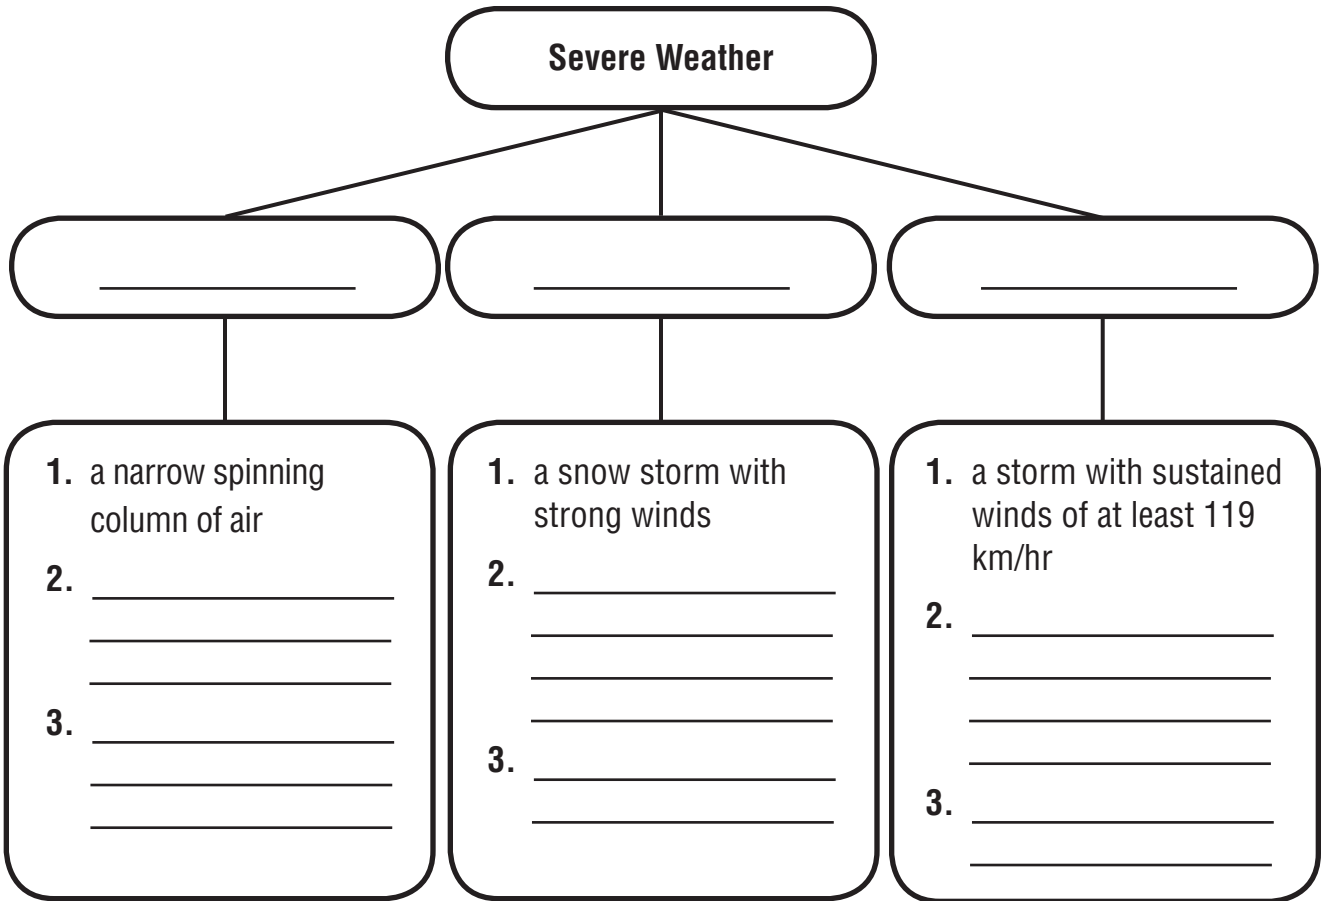 Severe Weather
1. a narrow spinning
column of air
2.
3.
1. a snow storm with
strong winds
2.
3.
1. a storm with sustained
winds of at least 119
km/hr
2.
3.